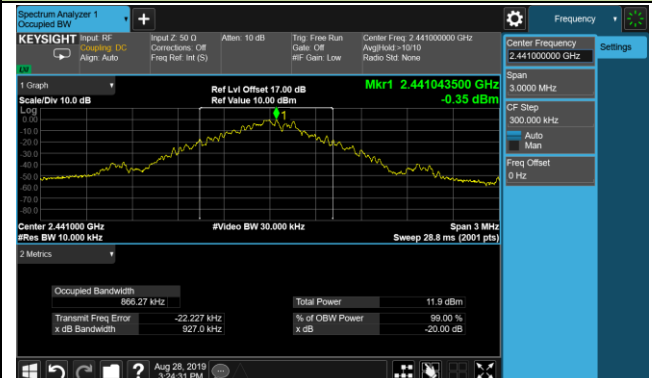 Spectrum Analyzer 1
Occupied BW
Frequency
KEYSIGHT
Input: RF
Coupling: DC
Align: Auto
Input Z: 50 Ω
Corrections: Off
Freq Ref: Int (S)
Atten: 10 dB
Trig: Free Run
Gate: Off
#IF Gain: Low
Center Freq: 2.441000000 GHz
Avg|Hold:>10/10
Radio Std: None
Center Frequency
2.441000000 GHz
Settings
Span
3.0000 MHz
CF Step
300.000 kHz
Auto
Man
Freq Offset
0 Hz
1 Graph
Scale/Div 10.0 dB
Ref Lvl Offset 17.00 dB
Ref Value 10.00 dBm
Mkr1 2.441043500 GHz
-0.35 dBm
Log
0.00
-10.0
-20.0
-30.0
-40.0
-50.0
-60.0
-70.0
-80.0
1
Center 2.441000 GHz
#Res BW 10.000 kHz
#Video BW 30.000 kHz
Span 3 MHz
Sweep 28.8 ms (2001 pts)
2 Metrics
Occupied Bandwidth
866.27 kHz
Total Power 11.9 dBm
Transmit Freq Error -22.227 kHz
% of OBW Power 99.00 %
x dB Bandwidth 927.0 kHz
x dB -20.00 dB
Aug 28, 2019
3:24:31 PM